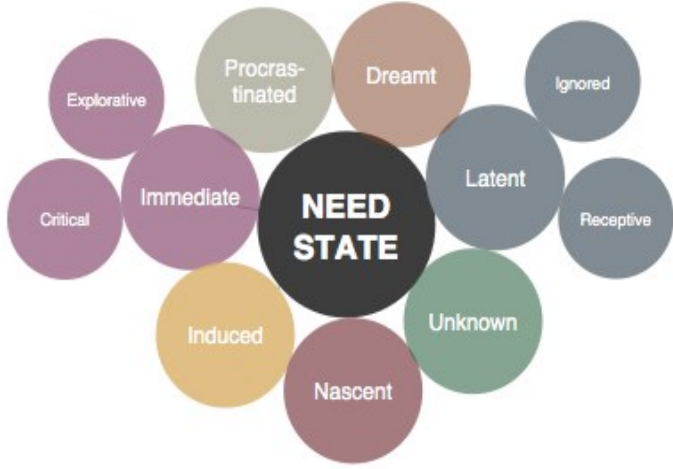 Procras-
tinated
Dreamt
Ignored
Explorative
Immediate
Latent
NEED
STATE
Critical
Receptive
Induced
Unknown
Nascent